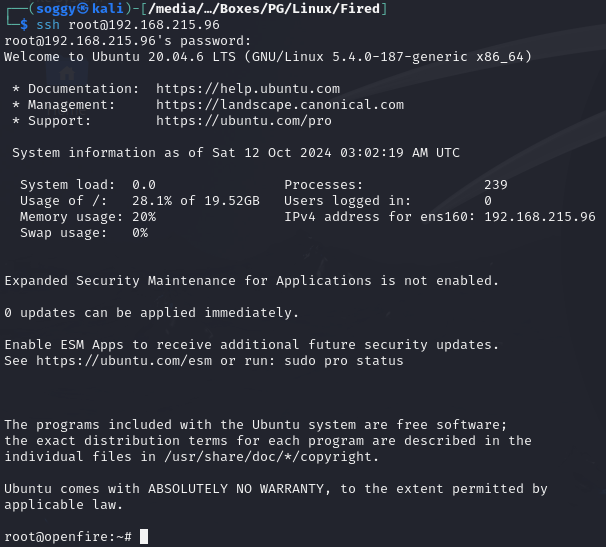 ┌──(soggy㉿kali)-[/media/…/Boxes/PG/Linux/Fired]
└─$ ssh root@192.168.215.96
root@192.168.215.96's password:
Welcome to Ubuntu 20.04.6 LTS (GNU/Linux 5.4.0-187-generic x86_64)

 * Documentation:  https://help.ubuntu.com
 * Management:     https://landscape.canonical.com
 * Support:        https://ubuntu.com/pro

 System information as of Sat 12 Oct 2024 03:02:19 AM UTC

  System load:  0.0                Processes:               239
  Usage of /:   28.1% of 19.52GB   Users logged in:         0
  Memory usage: 20%                IPv4 address for ens160: 192.168.215.96
  Swap usage:   0%


Expanded Security Maintenance for Applications is not enabled.

0 updates can be applied immediately.

Enable ESM Apps to receive additional future security updates.
See https://ubuntu.com/esm or run: sudo pro status



The programs included with the Ubuntu system are free software;
the exact distribution terms for each program are described in the
individual files in /usr/share/doc/*/copyright.

Ubuntu comes with ABSOLUTELY NO WARRANTY, to the extent permitted by
applicable law.

root@openfire:~#